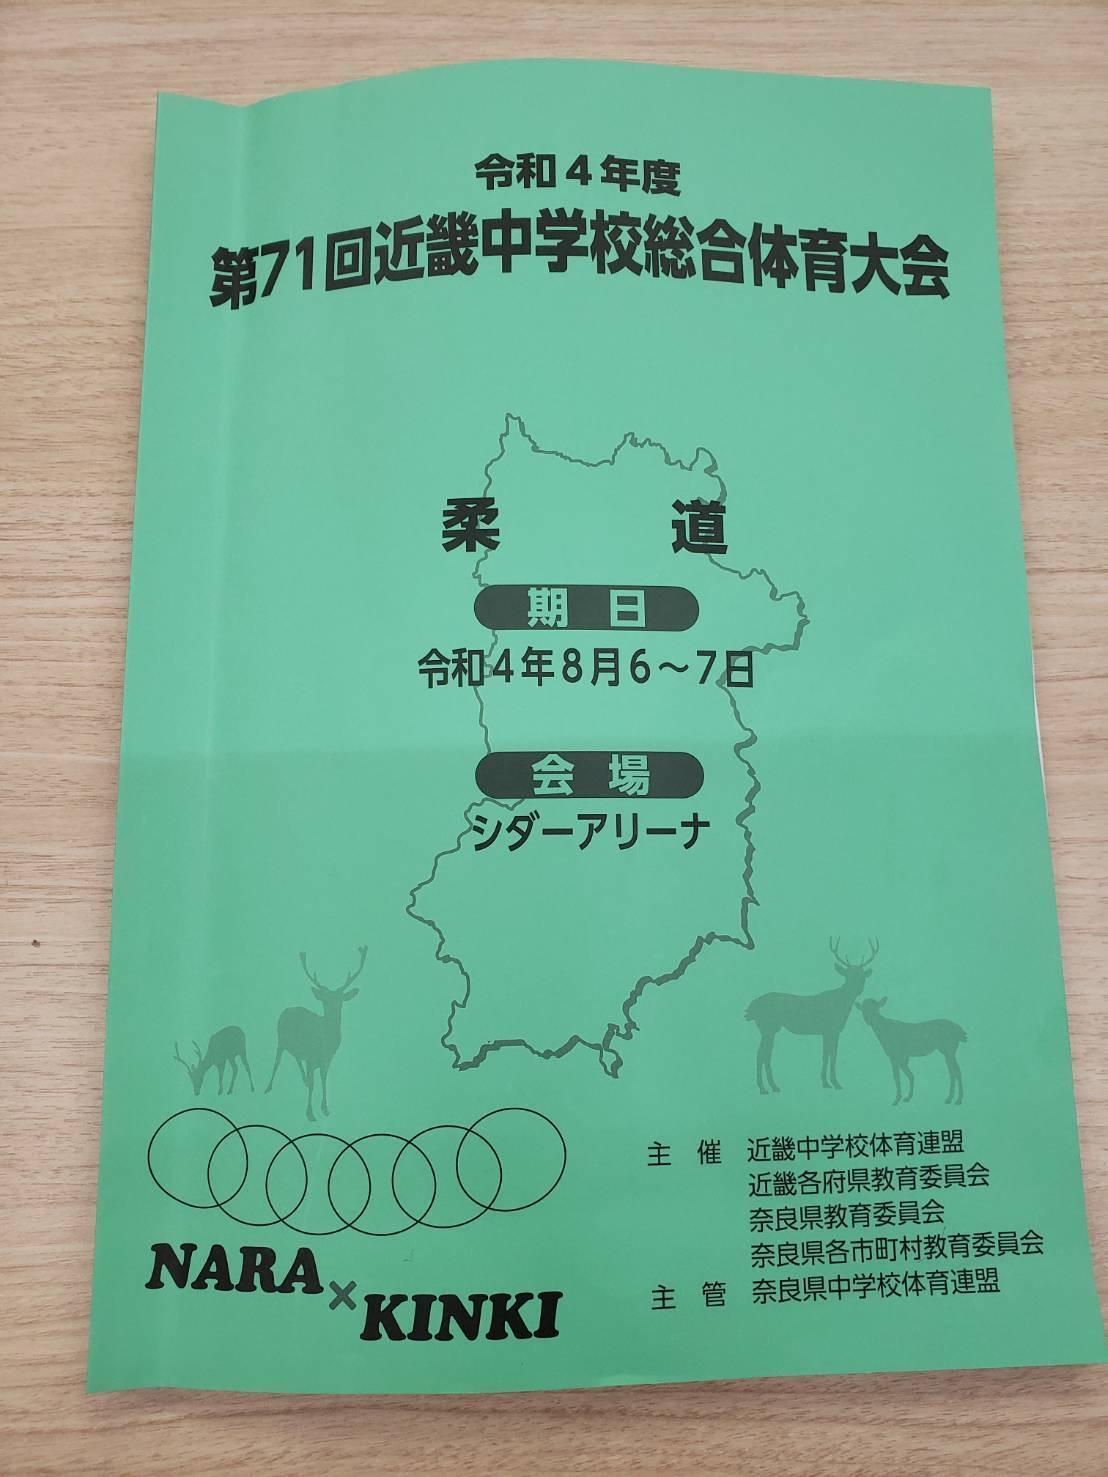 令和４年度
第71回近畿中学校総合体育大会
柔 道
期 日
令和４年８月６～７日
会 場
シダーアリーナ
主 催 近畿中学校体育連盟
近畿各府県教育委員会
奈良県教育委員会
奈良県各市町村教育委員会
主 管 奈良県中学校体育連盟
NARA×KINKI